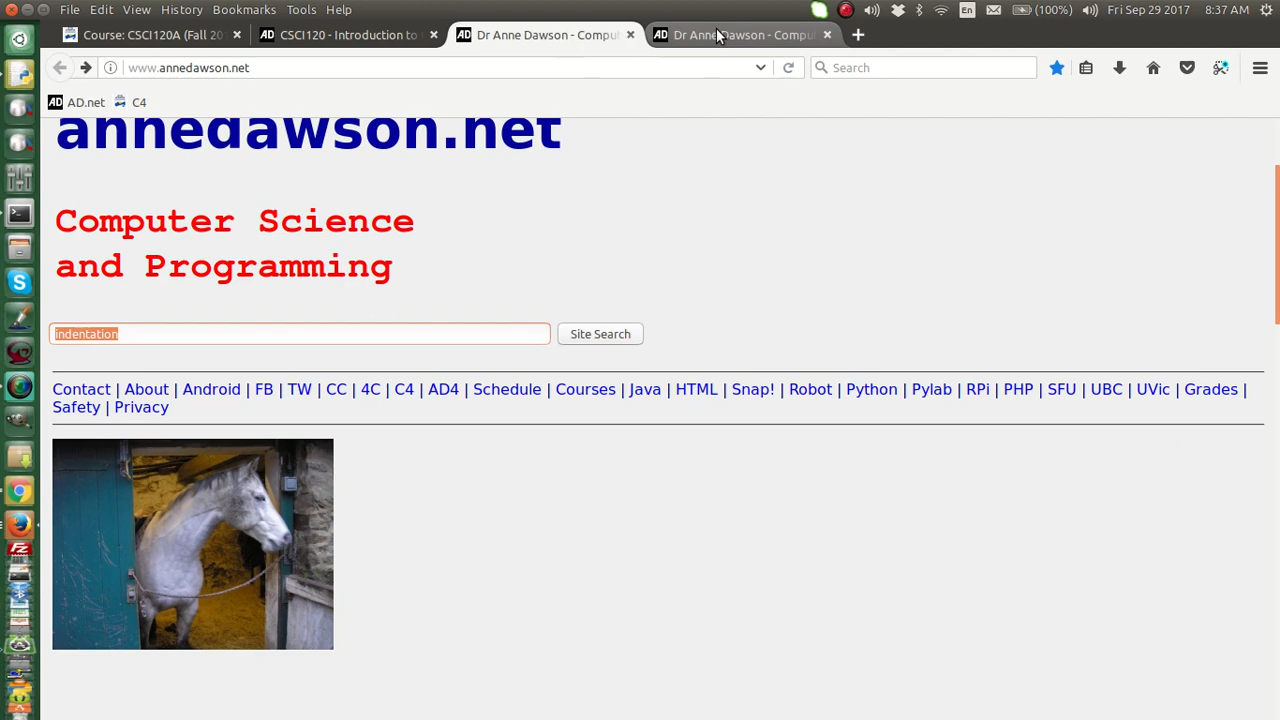 File Edit View History Bookmarks Tools Help En (100%) Fri Sep 29 2017 8:37 AM
Course: CSCI120A (Fall 20 CSCI120 - Introduction to Dr Anne Dawson - Comput Dr Anne Dawson - Comput
www.annedawson.net Search
AD AD.net C4
annedawson.net
Computer Science
and Programming
indentation Site Search
Contact | About | Android | FB | TW | CC | 4C | C4 | AD4 | Schedule | Courses | Java | HTML | Snap! | Robot | Python | Pylab | RPi | PHP | SFU | UBC | UVic | Grades |
Safety | Privacy